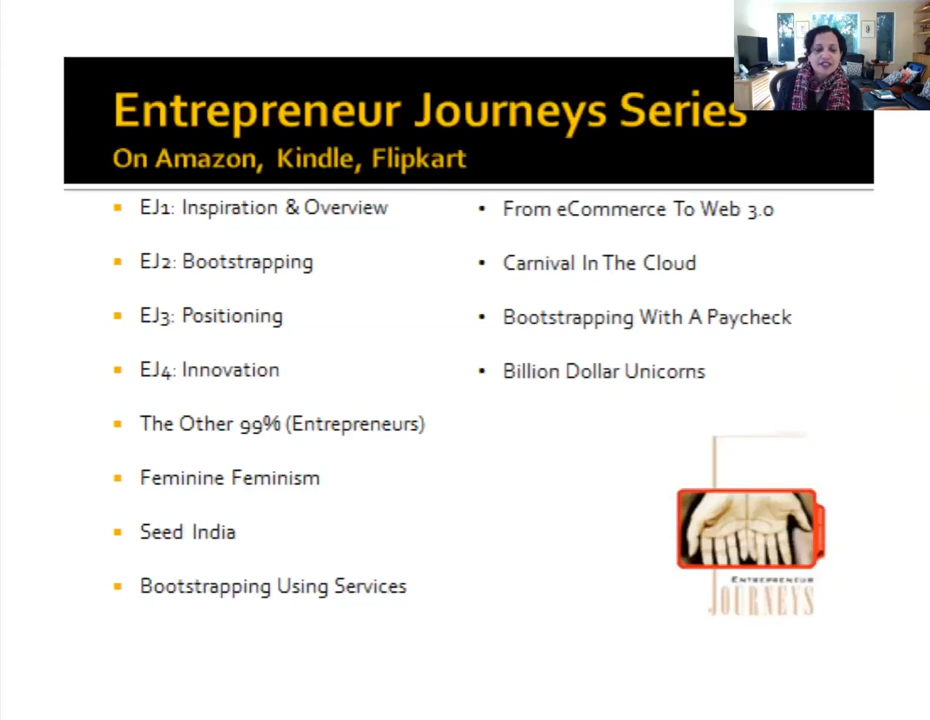 Entrepreneur Journeys Series
On Amazon, Kindle, Flipkart
EJ1: Inspiration & Overview
EJ2: Bootstrapping
EJ3: Positioning
EJ4: Innovation
The Other 99% (Entrepreneurs)
Feminine Feminism
Seed India
Bootstrapping Using Services
From eCommerce To Web 3.0
Carnival In The Cloud
Bootstrapping With A Paycheck
Billion Dollar Unicorns
ENTREPRENEUR
JOURNEYS